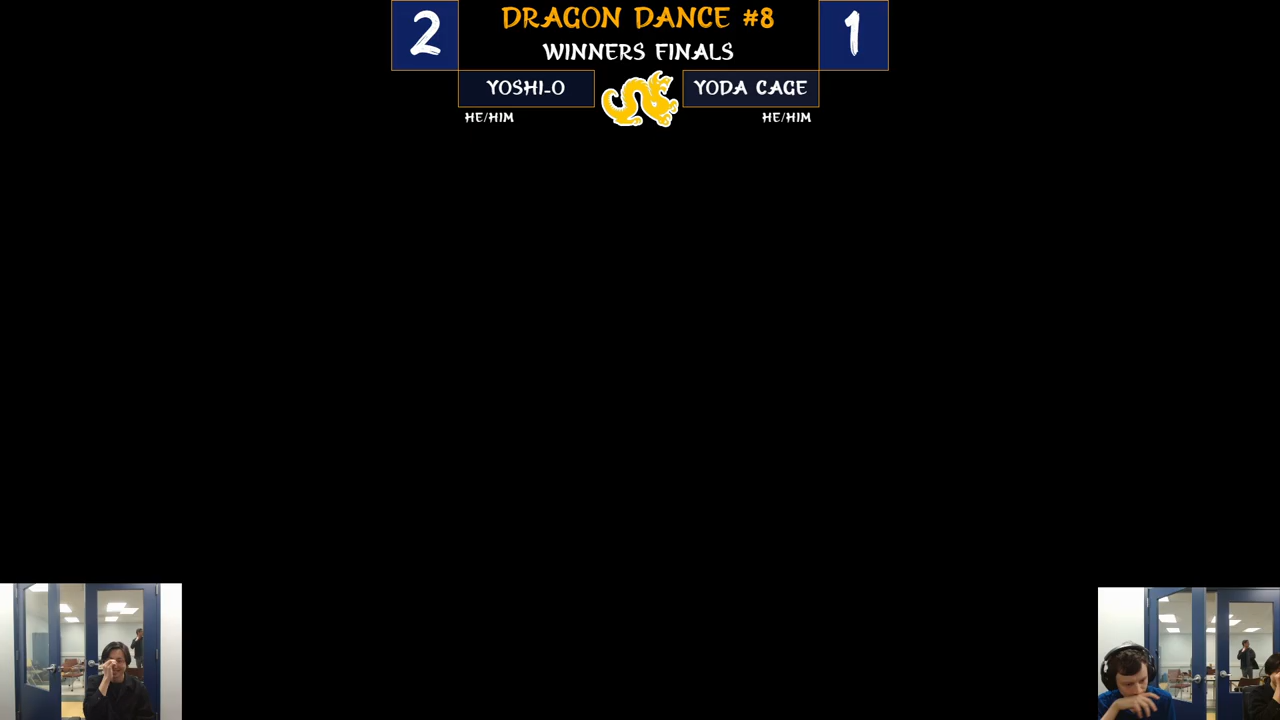 2
DRAGON DANCE #8
1
WINNERS FINALS
YOSHI-O
YODA CAGE
HE/HIM
HE/HIM